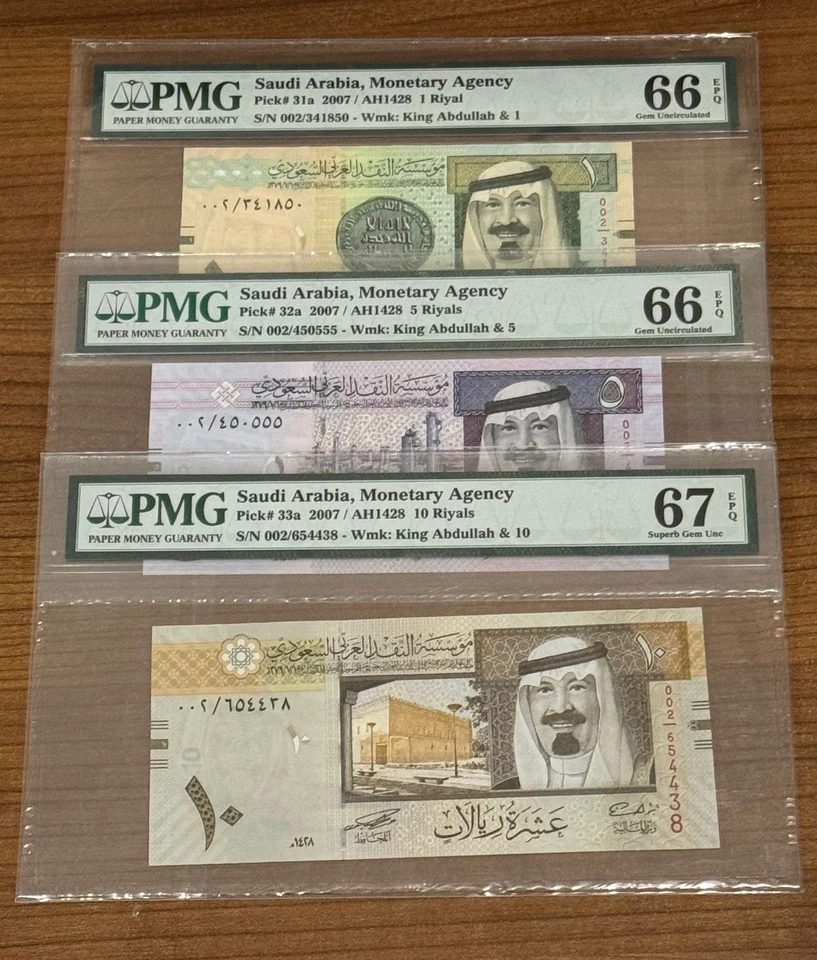 PMG
PAPER MONEY GUARANTY
Saudi Arabia, Monetary Agency
Pick# 31a 2007 / AH1428 1 Riyal
S/N 002/341850 - Wmk: King Abdullah & 1
66 EPQ
Gem Uncirculated
مؤسسة النقد العربي السعودي
١
٠٠٢/٣٤١٨٥٠
PMG
PAPER MONEY GUARANTY
Saudi Arabia, Monetary Agency
Pick# 32a 2007 / AH1428 5 Riyals
S/N 002/450555 - Wmk: King Abdullah & 5
66 EPQ
Gem Uncirculated
مؤسسة النقد العربي السعودي
٥
٠٠٢/٤٥٠٥٥٥
PMG
PAPER MONEY GUARANTY
Saudi Arabia, Monetary Agency
Pick# 33a 2007 / AH1428 10 Riyals
S/N 002/654438 - Wmk: King Abdullah & 10
67 EPQ
Superb Gem Unc
مؤسسة النقد العربي السعودي
١٠
٠٠٢/٦٥٤٤٣٨
002/654438
١٠
١٠
عشرة ريالات
المحافظ
وزير المالية
١٤٢٨هـ